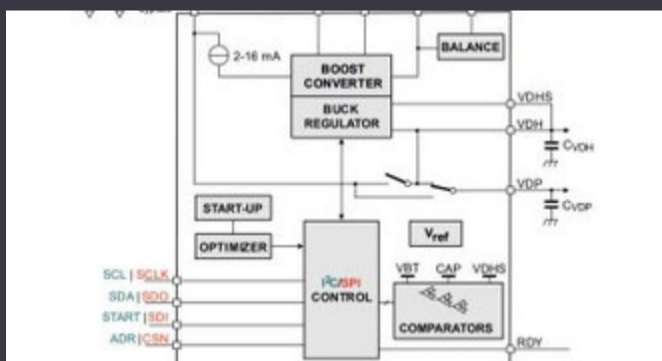 2-16 mA
BALANCE
BOOST
CONVERTER
BUCK
REGULATOR
VDHS
VDH
CVDH
VDP
CVDP
START-UP
OPTIMIZER
Vref
SCL | SCLK
SDA | SDO
START | SDI
ADR | CSN
I²C/SPI
CONTROL
VBT CAP VDHS
COMPARATORS
RDY